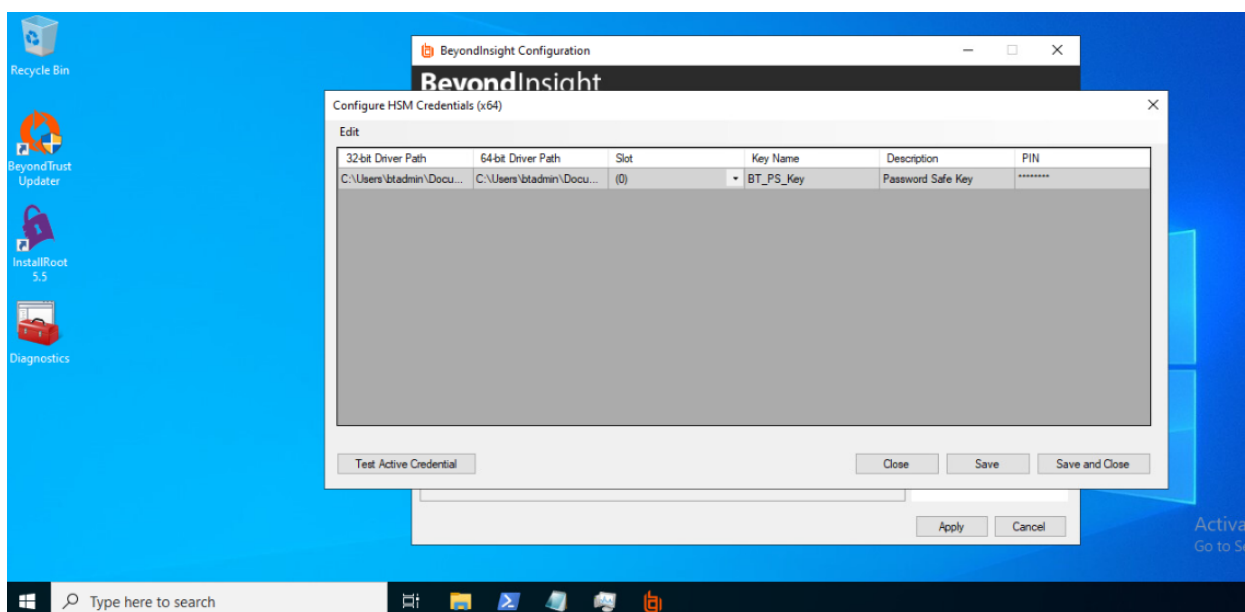 Recycle Bin
BeyondTrust
Updater
InstallRoot
5.5
Diagnostics
BeyondInsight Configuration
BeyondInsight
Configure HSM Credentials (x64)
Edit
32-bit Driver Path 64-bit Driver Path Slot Key Name Description PIN
C:\Users\btadmin\Docu... C:\Users\btadmin\Docu... (0) BT_PS_Key Password Safe Key ********
Test Active Credential Close Save Save and Close
Apply Cancel
Activa
Go to S
Type here to search